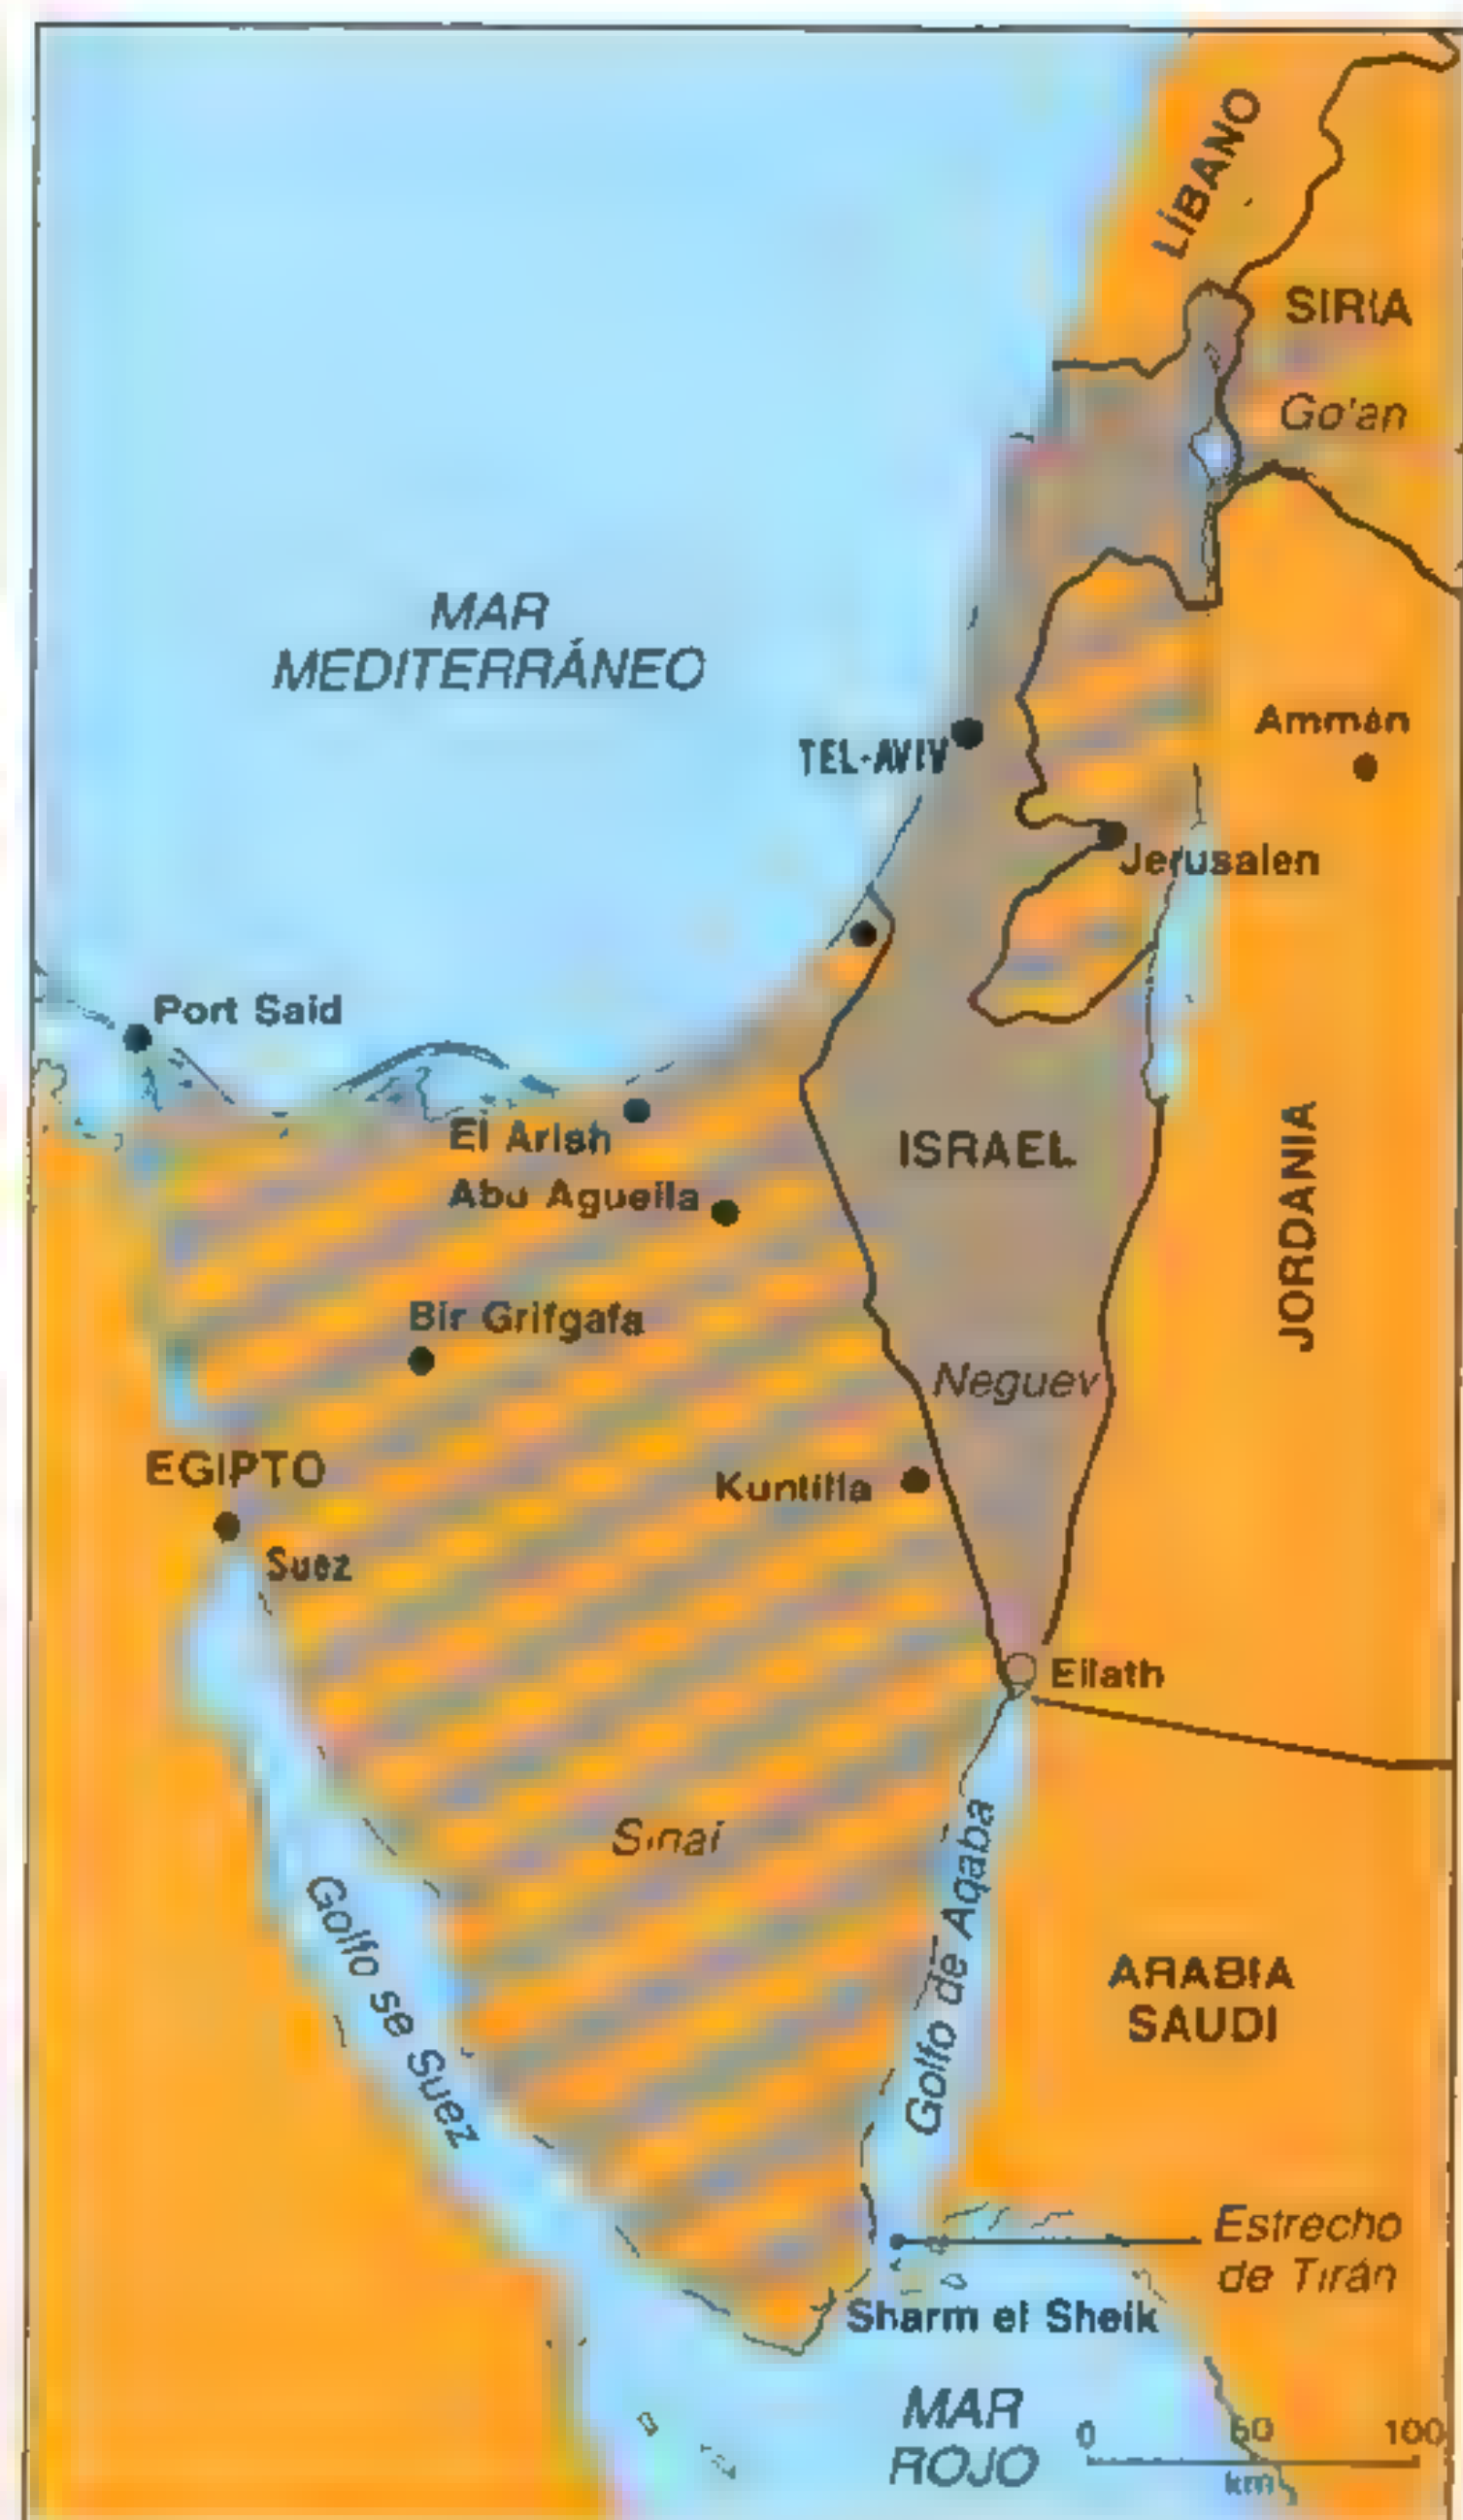 LÍBANO
SIRIA
Go'an
MAR
MEDITERRÁNEO
TEL-AVIV
Ammán
Jerusalen
Port Said
El Arish
Abu Agueila
ISRAEL
JORDANIA
Bir Grifgafa
Neguev
EGIPTO
Kuntilla
Suez
Eilath
Sinai
Golfo se Suez
Golfo de Aqaba
ARABIA
SAUDI
Estrecho
de Tirán
Sharm el Sheik
MAR
ROJO
0 50 100
km